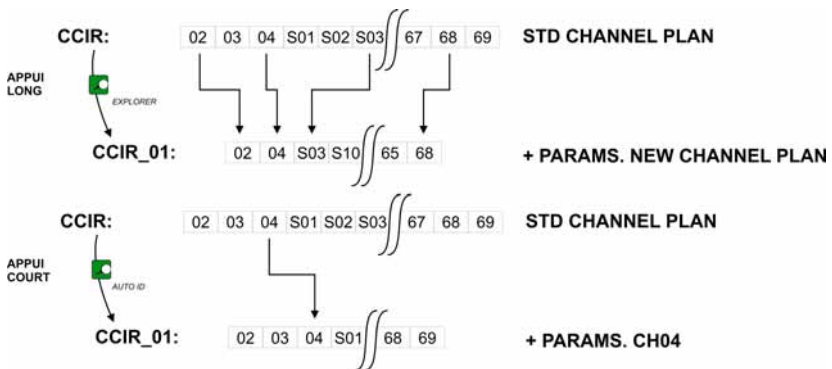 CCIR: 02 03 04 S01 S02 S03 67 68 69 STD CHANNEL PLAN
APPUI
LONG
EXPLORER
CCIR_01: 02 04 S03 S10 65 68 + PARAMS. NEW CHANNEL PLAN
CCIR: 02 03 04 S01 S02 S03 67 68 69 STD CHANNEL PLAN
APPUI
COURT
AUTO ID
CCIR_01: 02 03 04 S01 68 69 + PARAMS. CH04